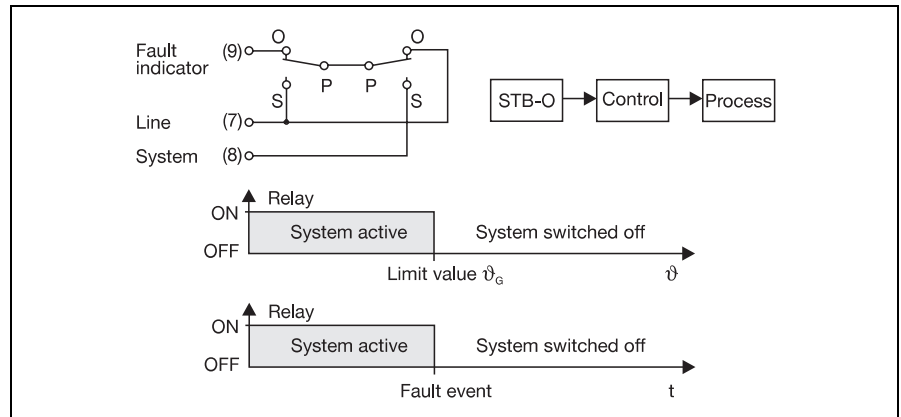 O O
Fault indicator (9)
P P
S S
STB-O Control Process
Line (7)
System (8)
Relay
ON
System active System switched off
OFF
Limit value ϑG ϑ
Relay
ON
System active System switched off
OFF
Fault event t